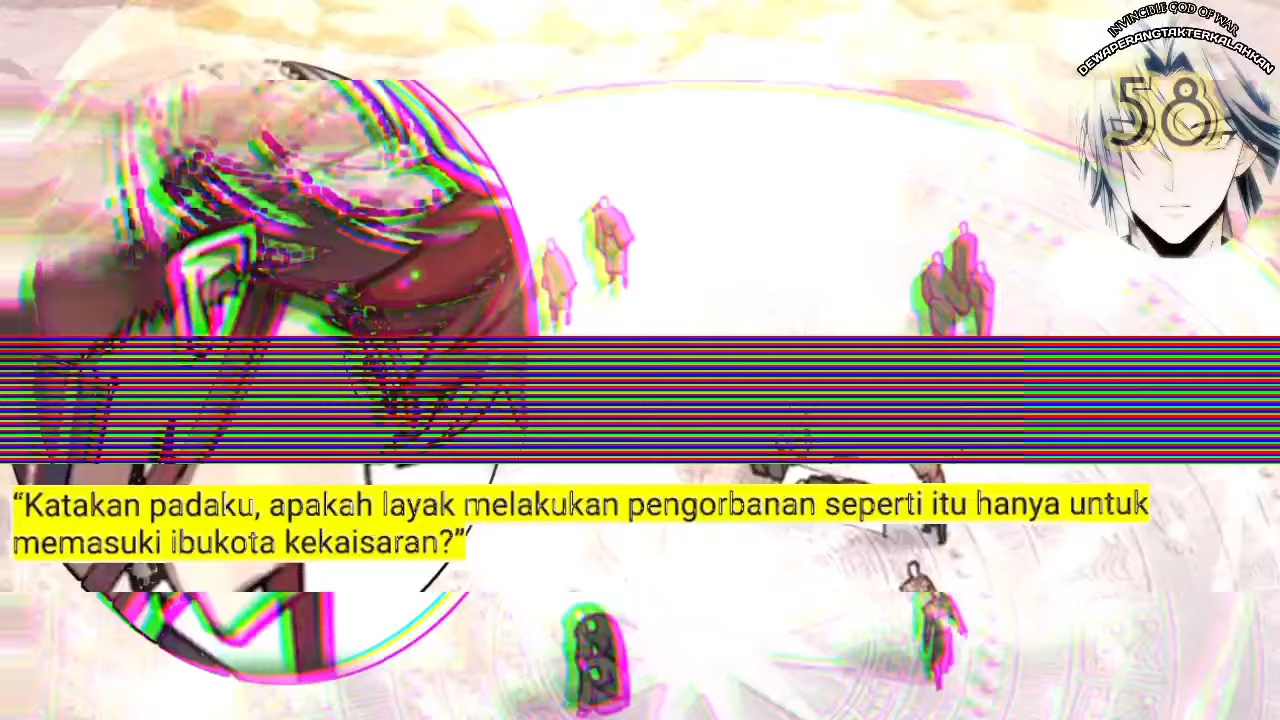 INVINCIBLE GOD OF WAR
DEWAPERANGTAKTERKALAHKAN
58
“Katakan padaku, apakah layak melakukan pengorbanan seperti itu hanya untuk
memasuki ibukota kekaisaran?”